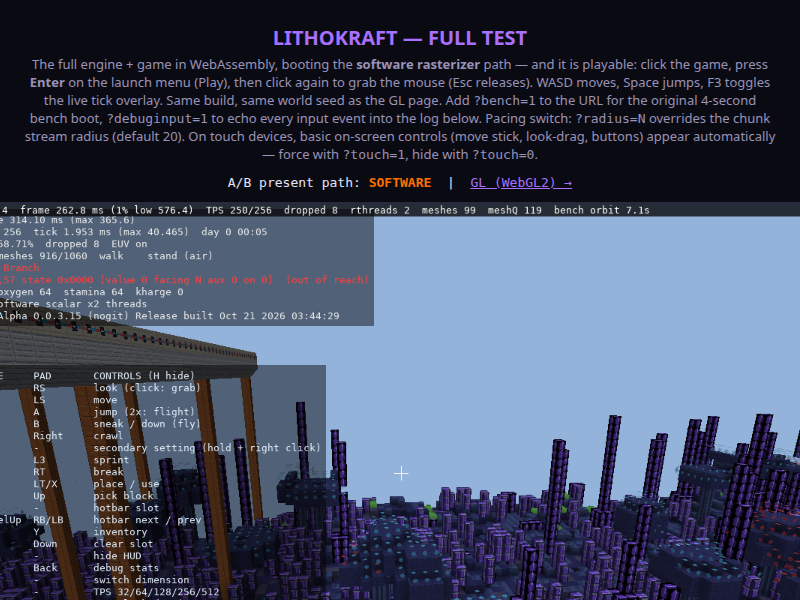 LITHOKRAFT — FULL TEST
The full engine + game in WebAssembly, booting the software rasterizer path — and it is playable: click the game, press
Enter on the launch menu (Play), then click again to grab the mouse (Esc releases). WASD moves, Space jumps, F3 toggles
the live tick overlay. Same build, same world seed as the GL page. Add ?bench=1 to the URL for the original 4-second
bench boot, ?debuginput=1 to echo every input event into the log below. Pacing switch: ?radius=N overrides the chunk
stream radius (default 20). On touch devices, basic on-screen controls (move stick, look-drag, buttons) appear automatically
— force with ?touch=1, hide with ?touch=0.
A/B present path: SOFTWARE | GL (WebGL2) →
4 frame 262.8 ms (1% low 576.4) TPS 250/256 dropped 8 rthreads 2 meshes 99 meshQ 119 bench orbit 7.1s
e 314.10 ms (max 365.6)
256 tick 1.953 ms (max 40.465) day 0 00:05
58.71% dropped 8 EUV on
meshes 916/1060 walk stand (air)
Branch
,57 state 0x0000 [value 0 facing N aux 0 on 0] (out of reach)
oxygen 64 stamina 64 kharge 0
oftware scalar x2 threads
Alpha 0.0.3.15 (nogit) Release built Oct 21 2026 03:44:29
E PAD CONTROLS (H hide)
RS look (click: grab)
LS move
A jump (2x: flight)
B sneak / down (fly)
Right crawl
- secondary setting (hold + right click)
L3 sprint
RT break
LT/X place / use
Up pick block
- hotbar slot
elUp RB/LB hotbar next / prev
Y inventory
Down clear slot
- hide HUD
Back debug stats
- switch dimension
- TPS 32/64/128/256/512